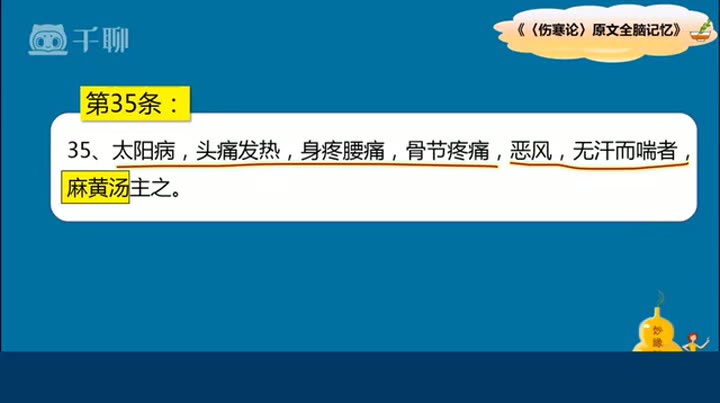 千聊
《〈伤寒论〉原文全脑记忆》
第35条：
35、太阳病，头痛发热，身疼腰痛，骨节疼痛，恶风，无汗而喘者，
麻黄汤主之。